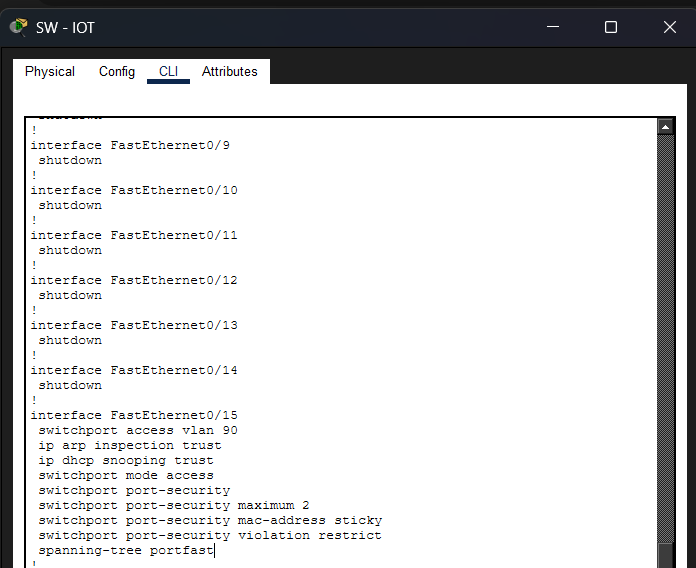 SW - IOT
Physical Config CLI Attributes
!
interface FastEthernet0/9
shutdown
!
interface FastEthernet0/10
shutdown
!
interface FastEthernet0/11
shutdown
!
interface FastEthernet0/12
shutdown
!
interface FastEthernet0/13
shutdown
!
interface FastEthernet0/14
shutdown
!
interface FastEthernet0/15
switchport access vlan 90
ip arp inspection trust
ip dhcp snooping trust
switchport mode access
switchport port-security
switchport port-security maximum 2
switchport port-security mac-address sticky
switchport port-security violation restrict
spanning-tree portfast
!